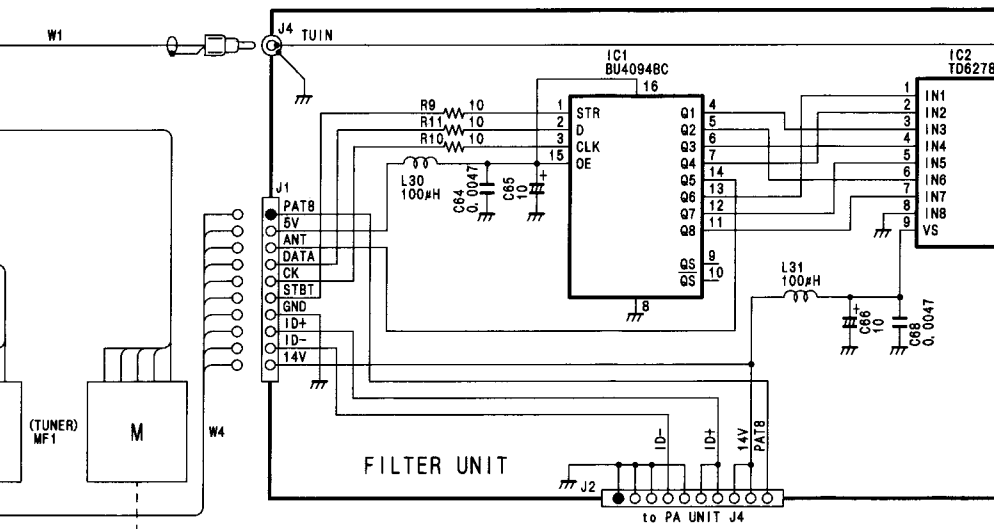 W1
J4 TUIN
IC1
BU4094BC
16
IC2
TD6278
R9 10
R11 10
R10 10
1 STR
2 D
3 CLK
15 OE
Q1 4
Q2 5
Q3 6
Q4 7
Q5 14
Q6 13
Q7 12
Q8 11
QS 9
QS 10
8
1 IN1
2 IN2
3 IN3
4 IN4
5 IN5
6 IN6
7 IN7
8 IN8
9 VS
L30
100μH
C64
0.0047
C65
10
+
L31
100μH
C66
10
+
C68
0.0047
J1
PAT8
5V
ANT
DATA
CK
STBT
GND
ID+
ID-
14V
(TUNER)
MF1
M
W4
FILTER UNIT
ID-
ID+
14V
PAT8
J2
to PA UNIT J4